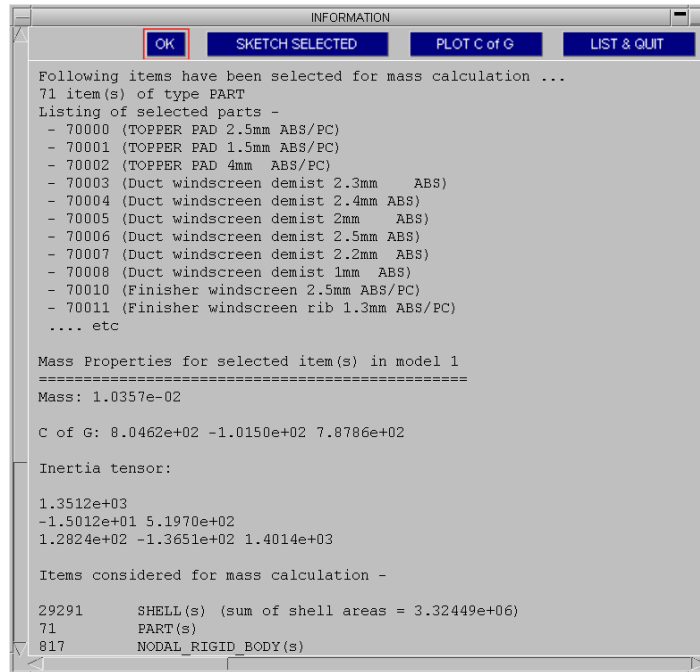 INFORMATION
OK SKETCH SELECTED PLOT C of G LIST & QUIT
Following items have been selected for mass calculation ...
71 item(s) of type PART
Listing of selected parts -
- 70000 (TOPPER PAD 2.5mm ABS/PC)
- 70001 (TOPPER PAD 1.5mm ABS/PC)
- 70002 (TOPPER PAD 4mm  ABS/PC)
- 70003 (Duct windscreen demist 2.3mm    ABS)
- 70004 (Duct windscreen demist 2.4mm ABS)
- 70005 (Duct windscreen demist 2mm    ABS)
- 70006 (Duct windscreen demist 2.5mm ABS)
- 70007 (Duct windscreen demist 2.2mm ABS)
- 70008 (Duct windscreen demist 1mm  ABS)
- 70010 (Finisher windscreen 2.5mm ABS/PC)
- 70011 (Finisher windscreen rib 1.3mm ABS/PC)
.... etc
Mass Properties for selected item(s) in model 1
================================================
Mass: 1.0357e-02
C of G: 8.0462e+02 -1.0150e+02 7.8786e+02
Inertia tensor:
1.3512e+03
-1.5012e+01 5.1970e+02
1.2824e+02 -1.3651e+02 1.4014e+03
Items considered for mass calculation -
29291      SHELL(s) (sum of shell areas = 3.32449e+06)
71         PART(s)
817        NODAL_RIGID_BODY(s)